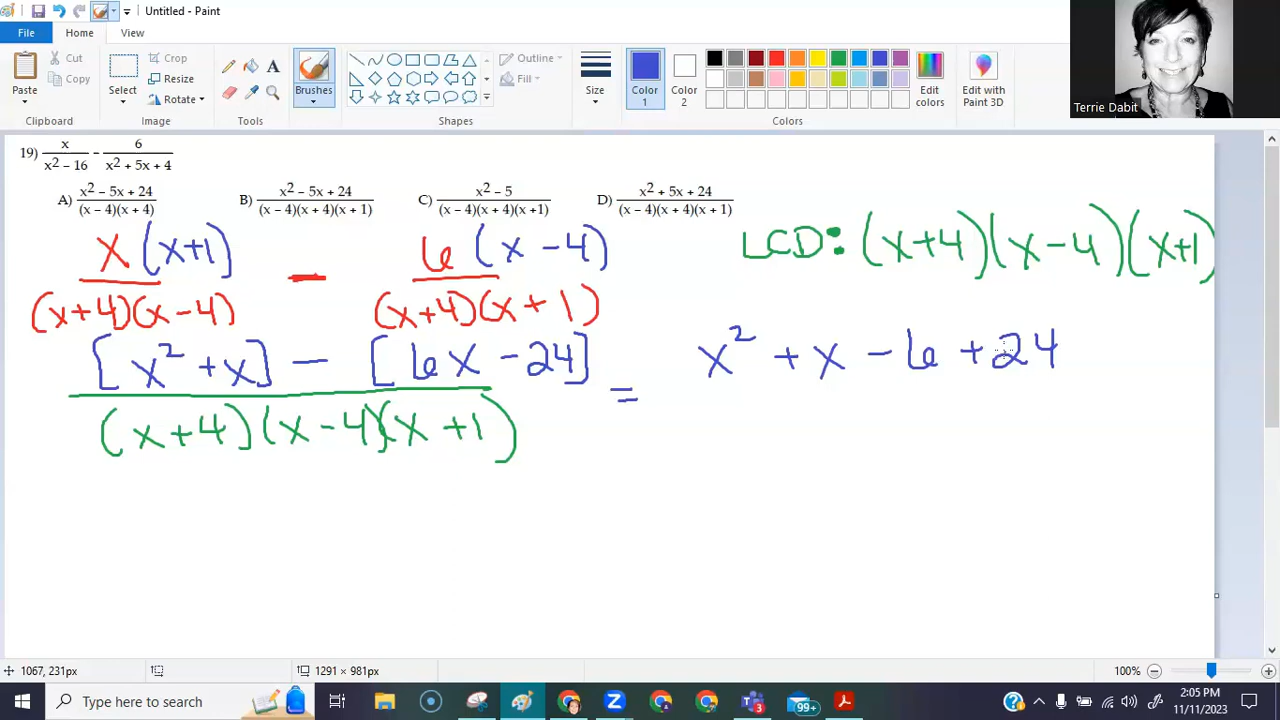 Untitled - Paint
File Home View
Paste Cut Copy Clipboard
Select Crop Resize Rotate Image
Tools
Brushes
Outline Fill Shapes
Size
Color 1 Color 2 Edit colors Edit with Paint 3D Colors
Terrie Dabit
19) x/(x² – 16) – 6/(x² + 5x + 4)
A) (x² – 5x + 24)/((x – 4)(x + 4)) B) (x² – 5x + 24)/((x – 4)(x + 4)(x + 1)) C) (x² – 5)/((x – 4)(x + 4)(x +1)) D) (x² + 5x + 24)/((x – 4)(x + 4)(x + 1))
x (x+1) – 6 (x – 4)
(x+4)(x – 4) (x+4)(x + 1)
LCD: (x+4)(x – 4)(x+1)
[x² + x] – [6x – 24] = x² + x – 6 + 24
(x+4)(x – 4)(x + 1)
1067, 231px 1291 × 981px 100%
Type here to search
3
99+
2:05 PM
11/11/2023